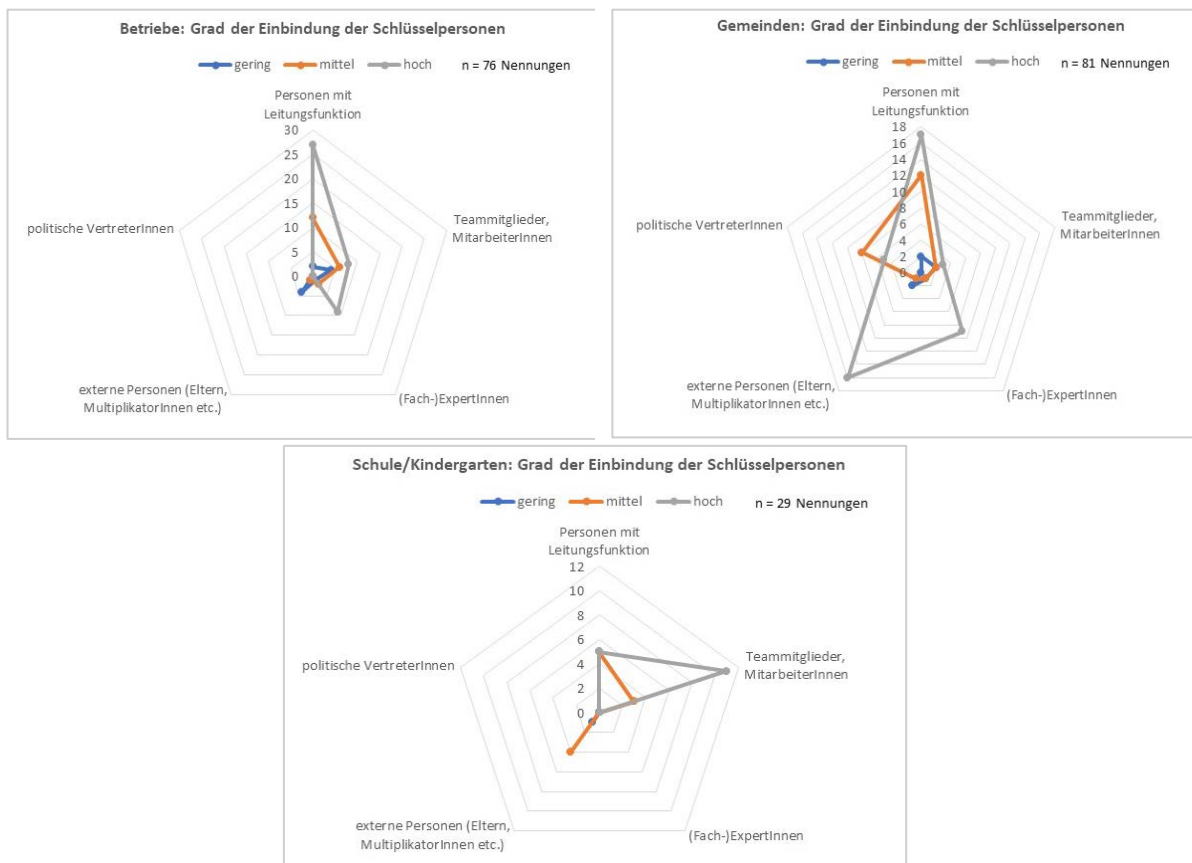 Betriebe: Grad der Einbindung der Schlüsselpersonen
gering mittel hoch n = 76 Nennungen
Personen mit
Leitungsfunktion
30
25
20
15
10
5
0
Teammitglieder,
MitarbeiterInnen
(Fach-)ExpertInnen
externe Personen (Eltern,
MultiplikatorInnen etc.)
politische VertreterInnen
Gemeinden: Grad der Einbindung der Schlüsselpersonen
gering mittel hoch n = 81 Nennungen
Personen mit
Leitungsfunktion
18
16
14
12
10
8
6
4
2
0
Teammitglieder,
MitarbeiterInnen
(Fach-)ExpertInnen
externe Personen (Eltern,
MultiplikatorInnen etc.)
politische VertreterInnen
Schule/Kindergarten: Grad der Einbindung der Schlüsselpersonen
gering mittel hoch n = 29 Nennungen
Personen mit
Leitungsfunktion
12
10
8
6
4
2
0
Teammitglieder,
MitarbeiterInnen
(Fach-)ExpertInnen
externe Personen (Eltern,
MultiplikatorInnen etc.)
politische VertreterInnen